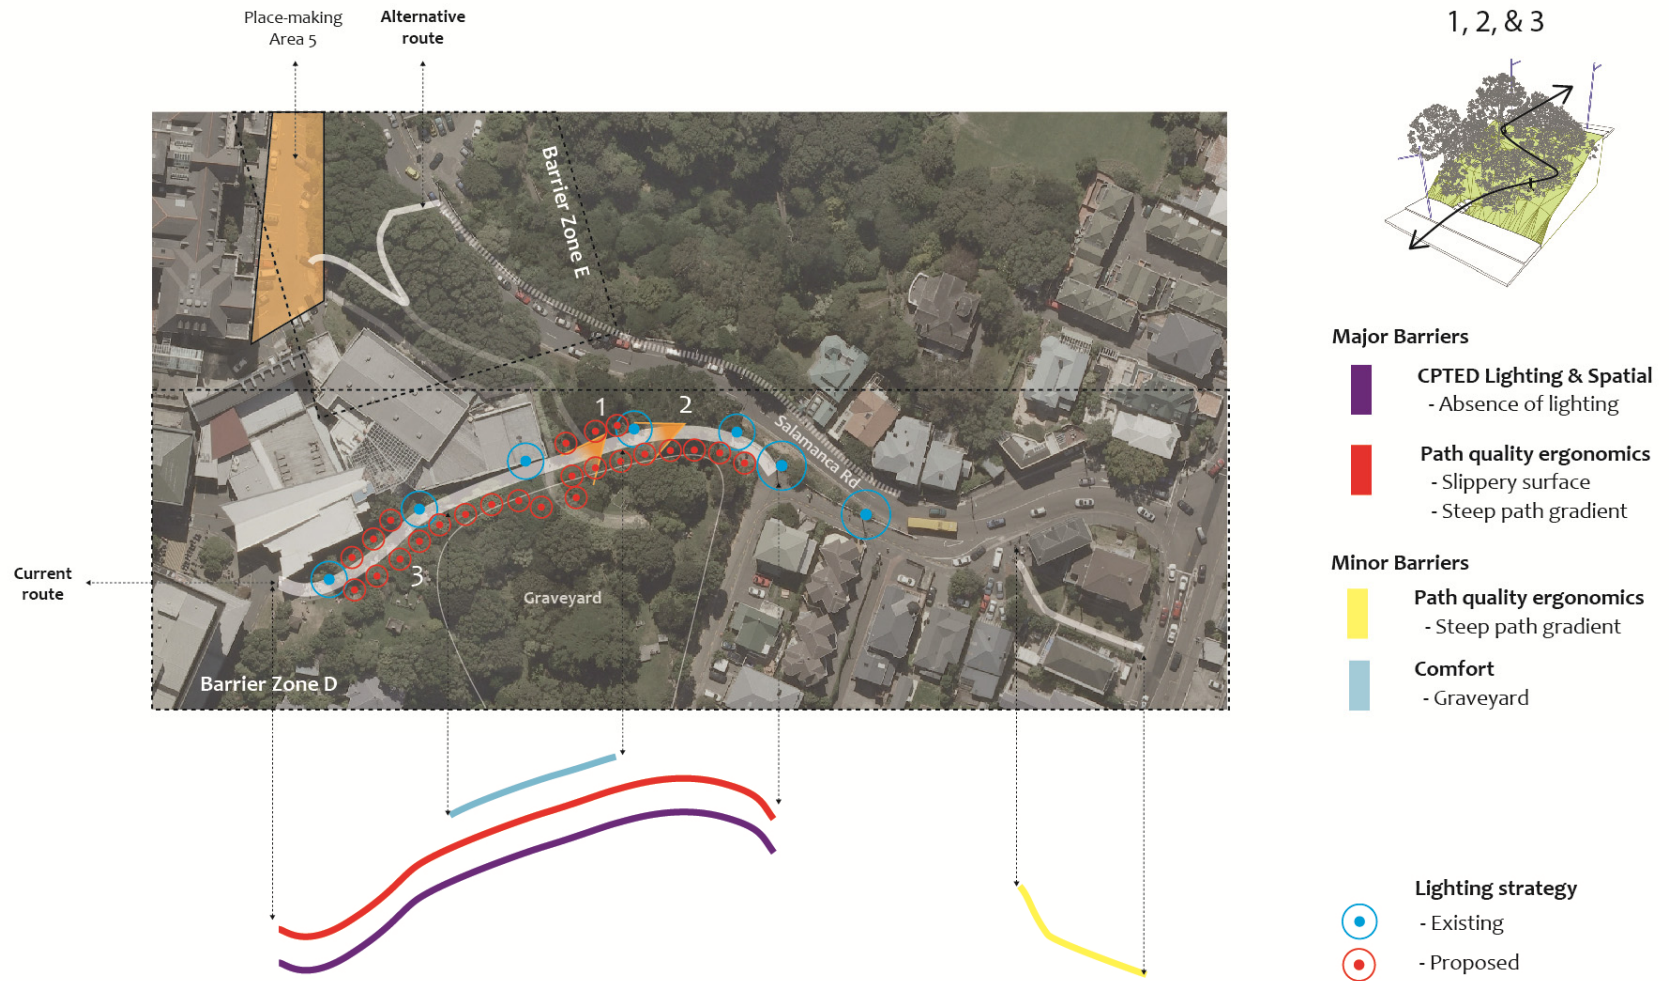 Place-making
Area 5
Alternative
route
1, 2, & 3
Barrier Zone E
1
2
Salamanca Rd
3
Graveyard
Current
route
Barrier Zone D
Major Barriers
CPTED Lighting & Spatial
- Absence of lighting
Path quality ergonomics
- Slippery surface
- Steep path gradient
Minor Barriers
Path quality ergonomics
- Steep path gradient
Comfort
- Graveyard
Lighting strategy
- Existing
- Proposed